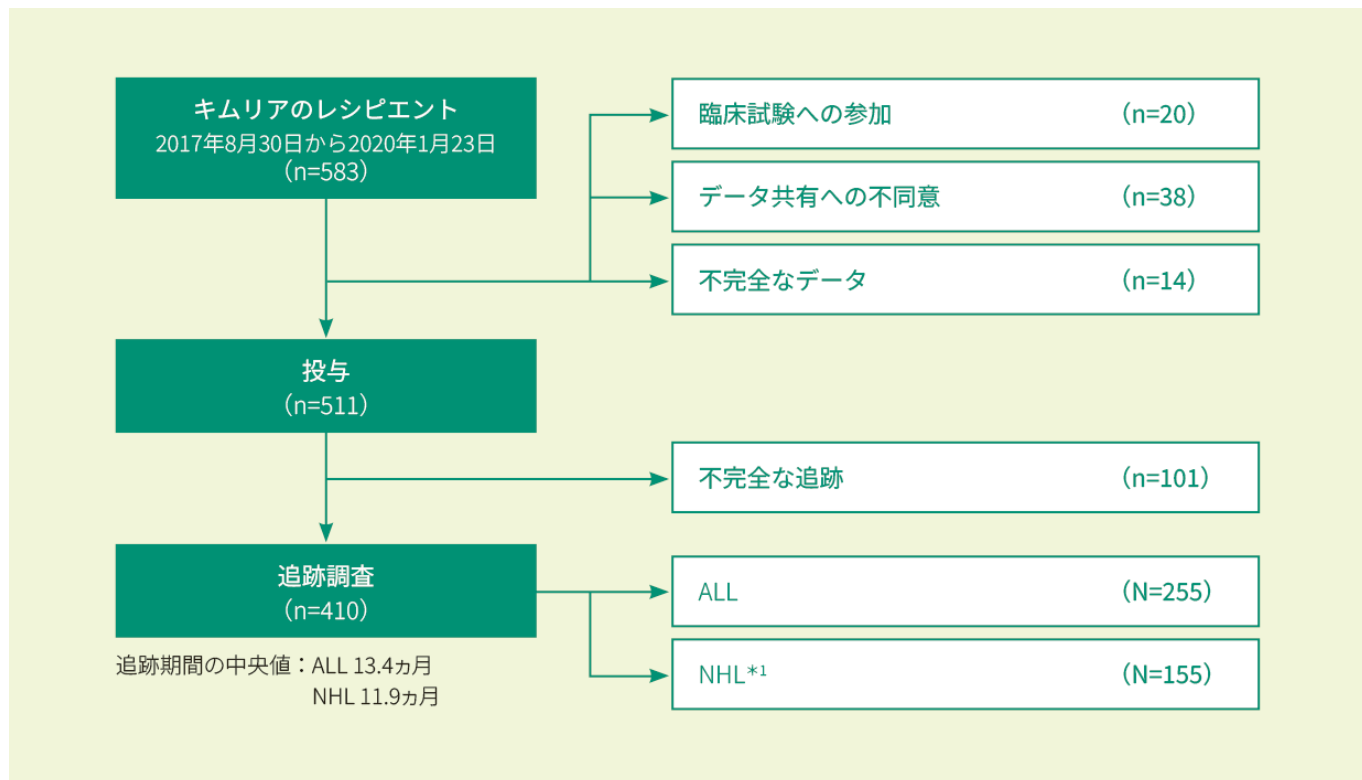 キムリアのレシピエント
2017年8月30日から2020年1月23日
(n=583)
臨床試験への参加 (n=20)
データ共有への不同意 (n=38)
不完全なデータ (n=14)
投与
(n=511)
不完全な追跡 (n=101)
追跡調査
(n=410)
ALL (N=255)
NHL*1 (N=155)
追跡期間の中央値：ALL 13.4ヵ月
NHL 11.9ヵ月